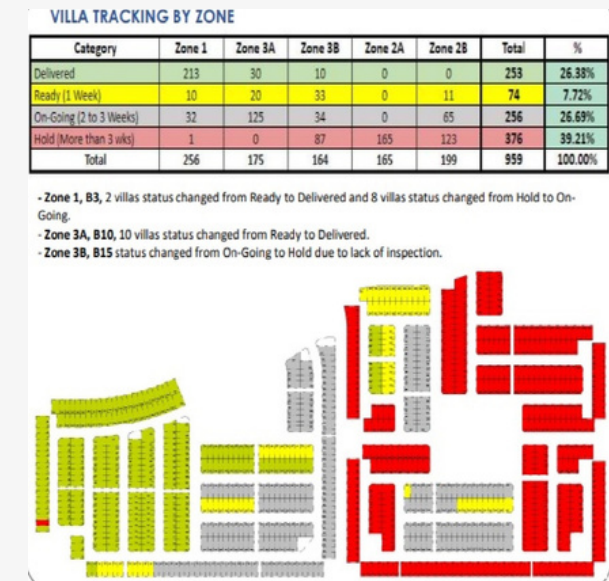 VILLA TRACKING BY ZONE
Category Zone 1 Zone 3A Zone 3B Zone 2A Zone 2B Total %
Delivered 213 30 10 0 0 253 26.38%
Ready (1 Week) 10 20 33 0 11 74 7.72%
On-Going (2 to 3 Weeks) 32 125 34 0 65 256 26.69%
Hold (More than 3 wks) 1 0 87 165 123 376 39.21%
Total 256 175 164 165 199 959 100.00%
- Zone 1, B3, 2 villas status changed from Ready to Delivered and 8 villas status changed from Hold to On-
Going.
- Zone 3A, B10, 10 villas status changed from Ready to Delivered.
- Zone 3B, B15 status changed from On-Going to Hold due to lack of inspection.